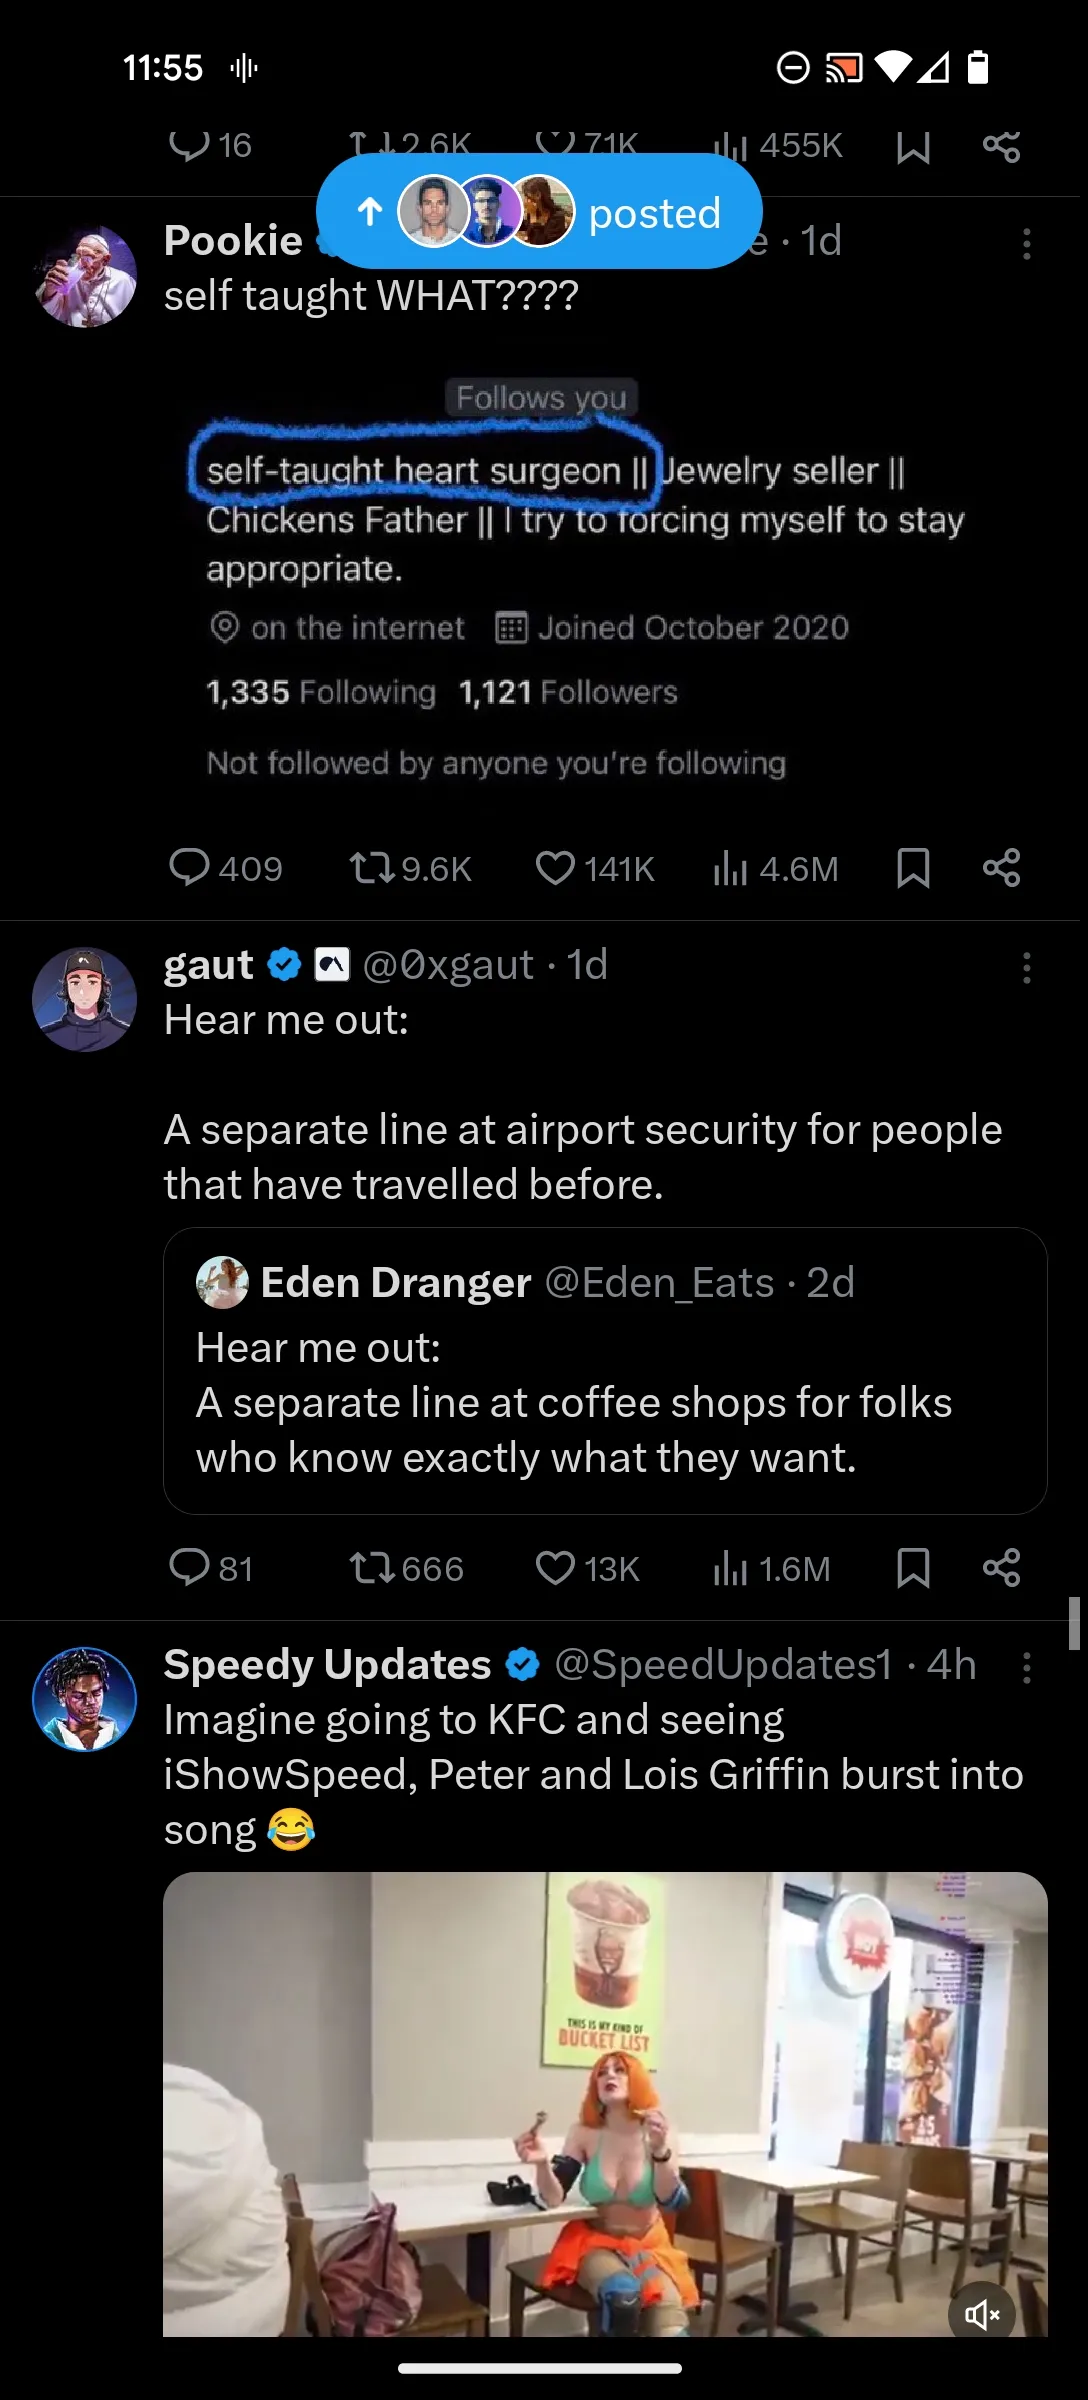 11:55
16 2.6K 71K 455K
posted
Pookie e · 1d
self taught WHAT????
Follows you
self-taught heart surgeon || Jewelry seller ||
Chickens Father || I try to forcing myself to stay
appropriate.
on the internet Joined October 2020
1,335 Following 1,121 Followers
Not followed by anyone you're following
409 9.6K 141K 4.6M
gaut @0xgaut · 1d
Hear me out:
A separate line at airport security for people
that have travelled before.
Eden Dranger @Eden_Eats · 2d
Hear me out:
A separate line at coffee shops for folks
who know exactly what they want.
81 666 13K 1.6M
Speedy Updates @SpeedUpdates1 · 4h
Imagine going to KFC and seeing
iShowSpeed, Peter and Lois Griffin burst into
song
THIS IS MY KIND OF
BUCKET LIST